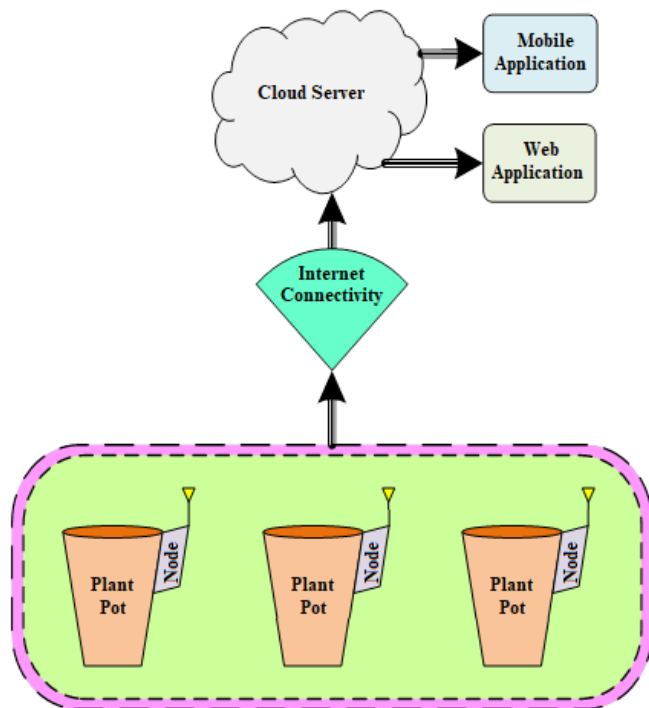 Mobile
Application
Cloud Server
Web
Application
Internet
Connectivity
Plant
Pot
Node
Plant
Pot
Node
Plant
Pot
Node